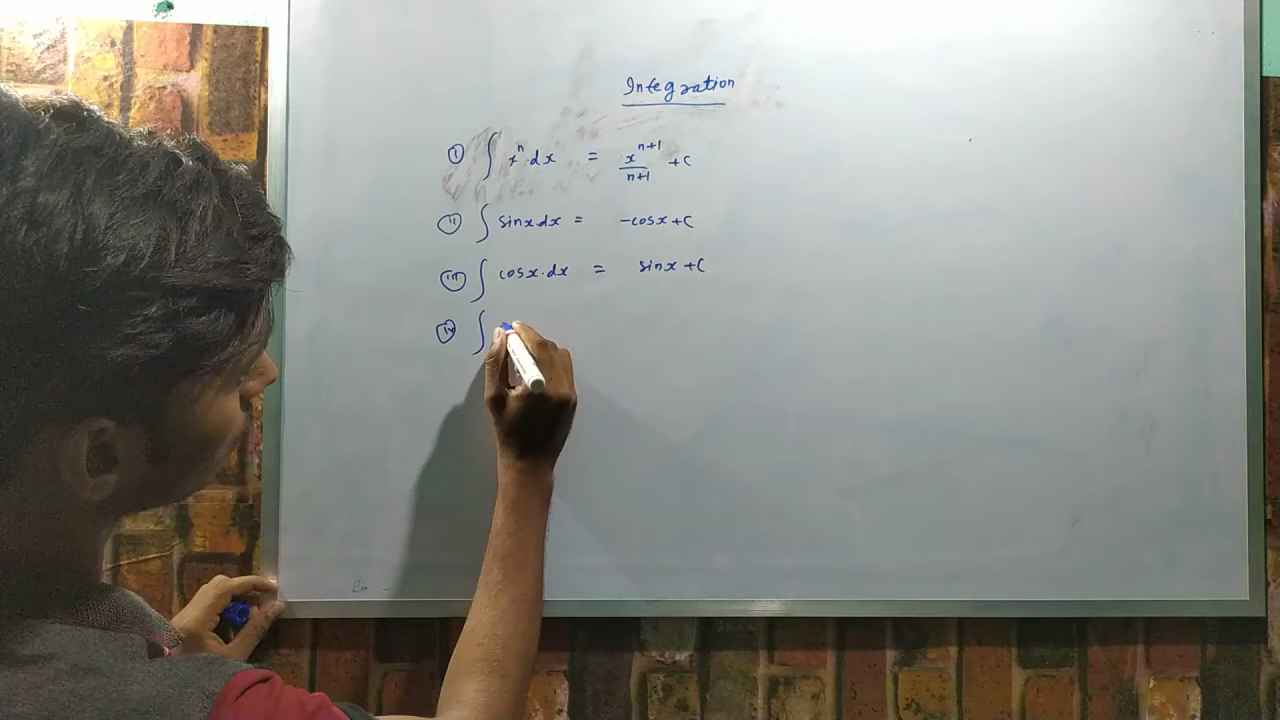 Integration
(i) ∫ xⁿ·dx = xⁿ⁺¹/n+1 + C
(ii) ∫ sinx·dx = -cosx+C
(iii) ∫ cosx·dx = sinx+C
(iv) ∫